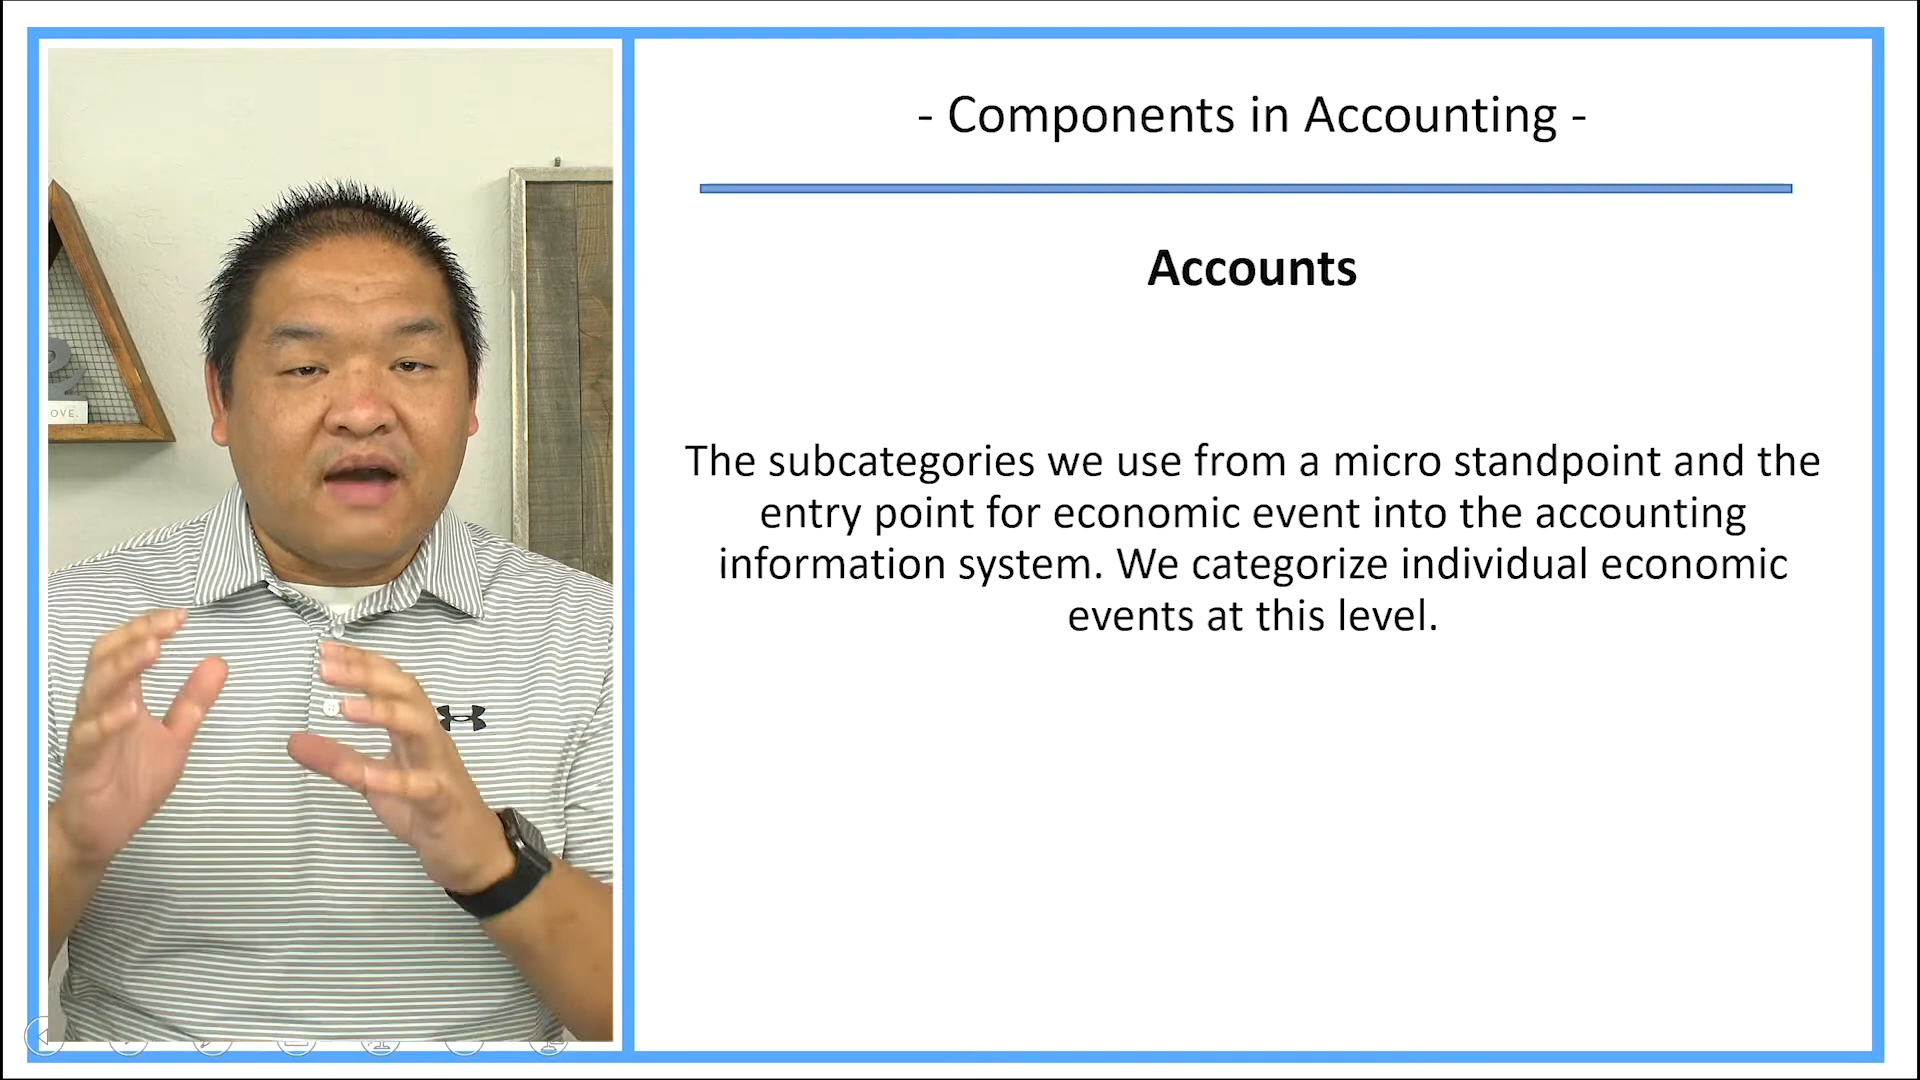 - Components in Accounting -
Accounts
The subcategories we use from a micro standpoint and the
entry point for economic event into the accounting
information system. We categorize individual economic
events at this level.
OVE.